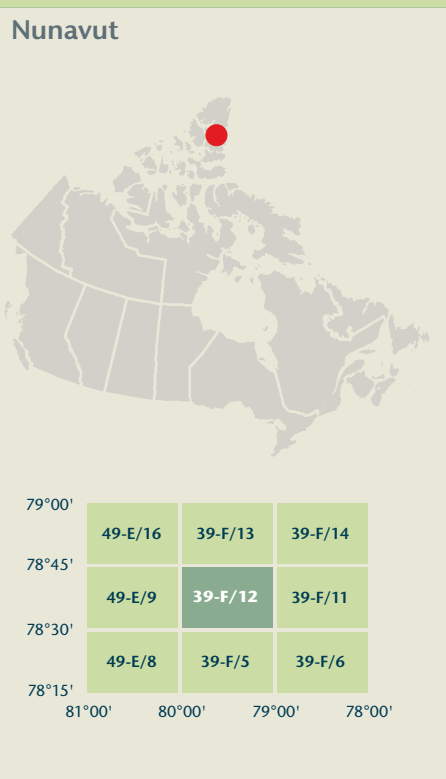 Nunavut
79°00'
49-E/16 39-F/13 39-F/14
78°45'
49-E/9 39-F/12 39-F/11
78°30'
49-E/8 39-F/5 39-F/6
78°15'
81°00' 80°00' 79°00' 78°00'